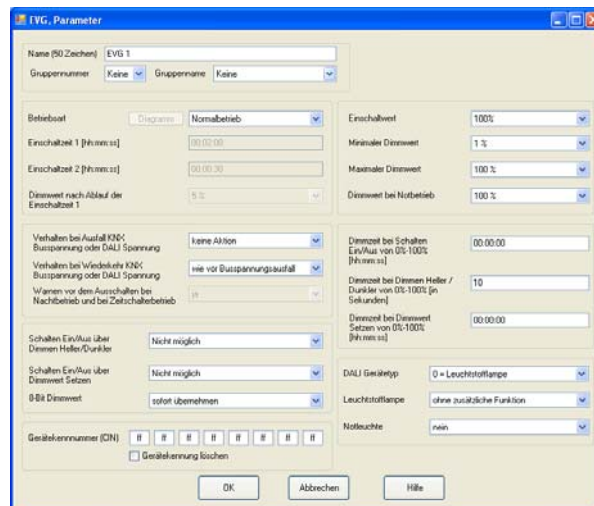 EVG, Parameter
Name (50 Zeichen) EVG 1
Gruppennummer Keine Gruppenname Keine
Betriebsart Diagramm Normalbetrieb
Einschaltzeit 1 [hh:mm:ss] 00:02:00
Einschaltzeit 2 [hh:mm:ss] 00:00:30
Dimmwert nach Ablauf der
Einschaltzeit 1
5 %
Einschaltwert 100%
Minimaler Dimmwert 1 %
Maximaler Dimmwert 100 %
Dimmwert bei Notbetrieb 100 %
Verhalten bei Ausfall KNX
Busspannung oder DALI Spannung
keine Aktion
Verhalten bei Wiederkehr KNX
Busspannung oder DALI Spannung
wie vor Busspannungsausfall
Warnen vor dem Ausschalten bei
Nachtbetrieb und bei Zeitschalterbetrieb
Dimmzeit bei Schalten
Ein/Aus von 0%-100%
[hh:mm:ss]
00:00:00
Dimmzeit bei Dimmen Heller /
Dunkler von 0%-100% [in
Sekunden]
10
Dimmzeit bei Dimmwert
Setzen von 0%-100%
[hh:mm:ss]
00:00:00
Schalten Ein/Aus über
Dimmen Heller/Dunkler
Nicht möglich
Schalten Ein/Aus über
Dimmwert Setzen
Nicht möglich
8-Bit Dimmwert sofort übernehmen
DALI Gerätetyp 0 = Leuchtstofflampe
Leuchtstofflampe ohne zusätzliche Funktion
Notleuchte nein
Gerätekennnummer (CIN) ff ff ff ff ff ff ff ff
Gerätekennung löschen
OK Abbrechen Hilfe